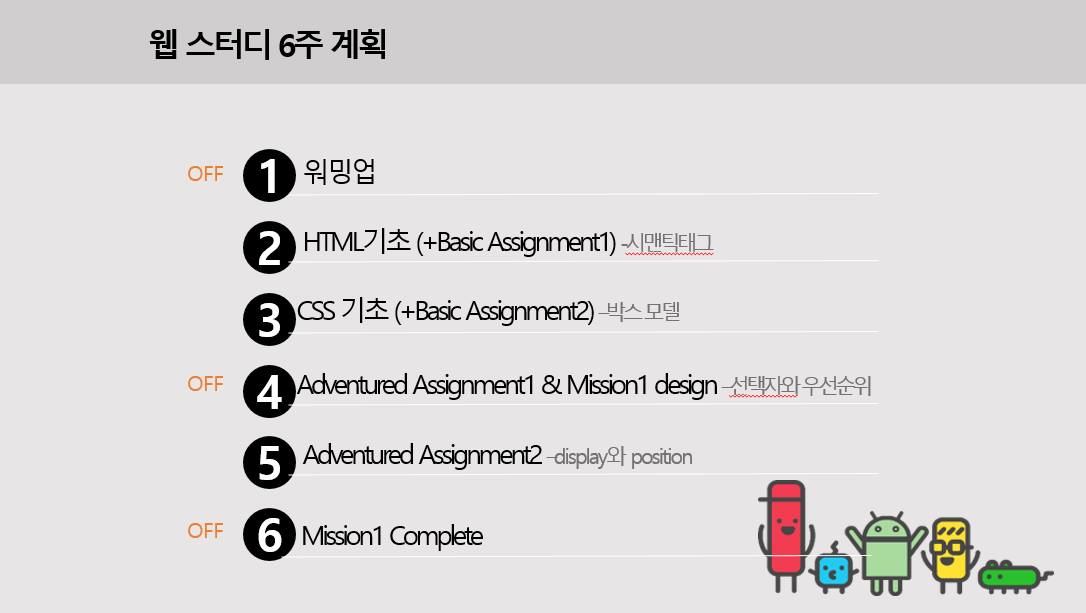 웹 스터디 6주 계획
OFF 1 워밍업
2 HTML기초 (+Basic Assignment1) -시맨틱태그
3 CSS 기초 (+Basic Assignment2) –박스 모델
OFF 4 Adventured Assignment1 & Mission1 design –선택자와 우선순위
5 Adventured Assignment2 –display와 position
OFF 6 Mission1 Complete